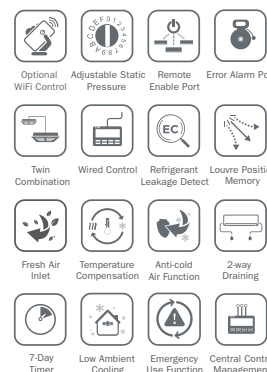 Optional Adjustable Static Remote Error Alarm Po
WiFi Control Pressure Enable Port
EC
Twin Wired Control Refrigerant Louvre Positi
Combination Leakage Detect Memory
Fresh Air Temperature Anti-cold 2-way
Inlet Compensation Air Function Draining
7-Day Low Ambient Emergency Central Contr
Timer Cooling Use Function Managemen